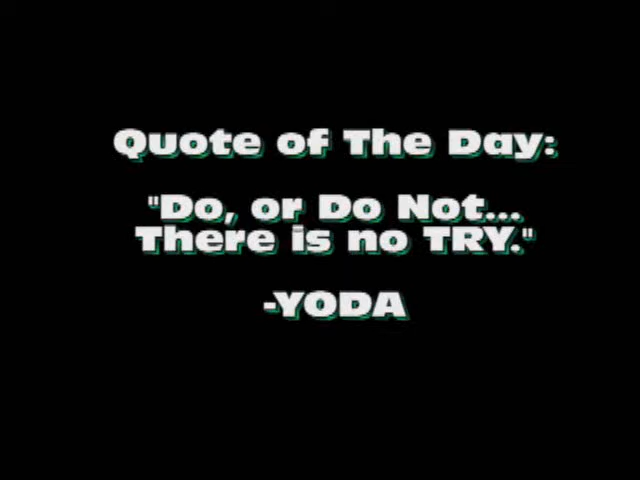 Quote of The Day:
"Do, or Do Not...
There is no TRY."
-YODA